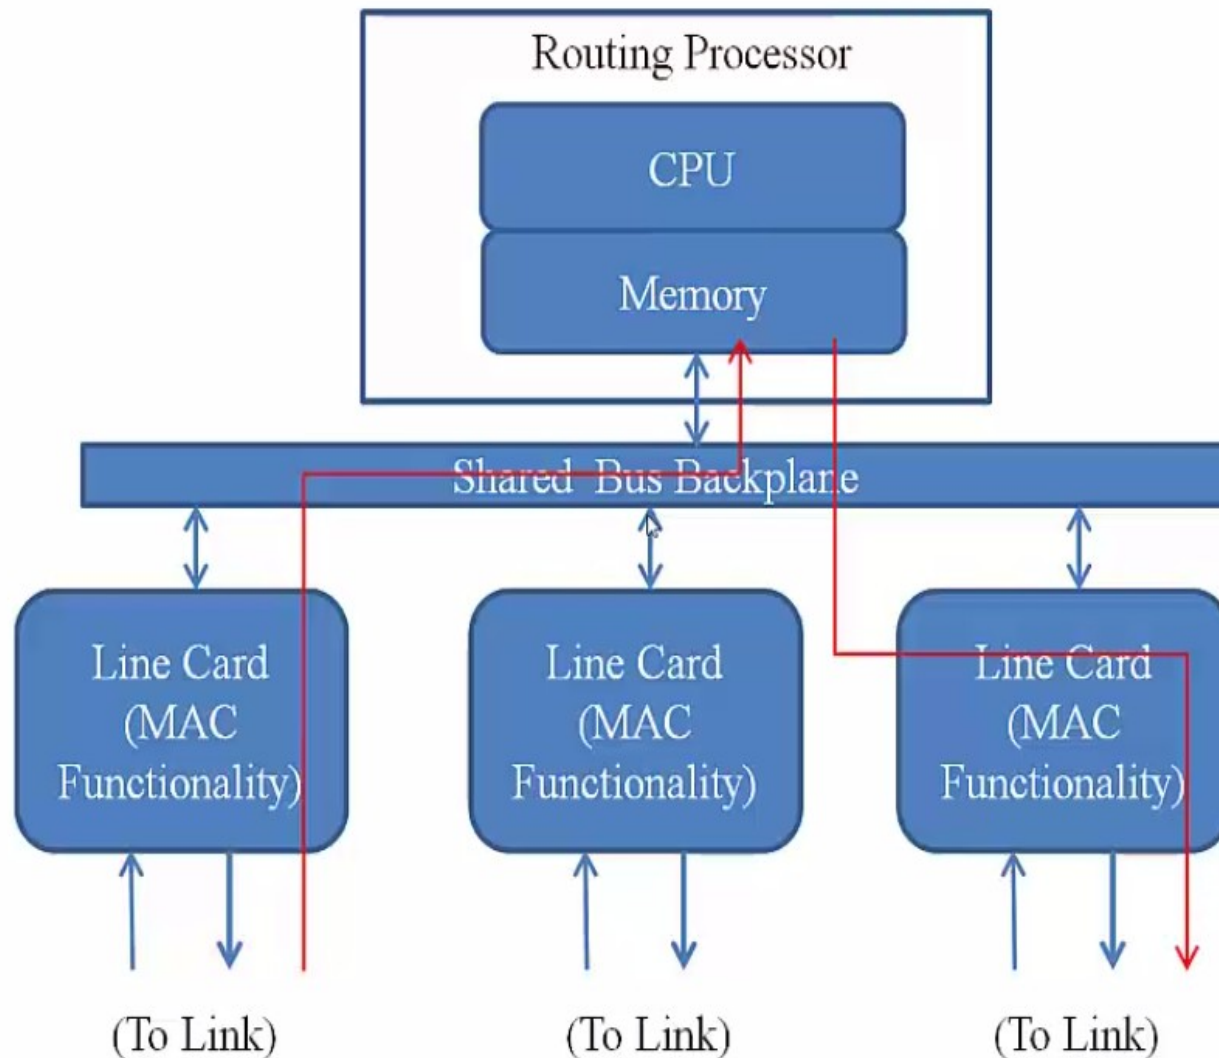 Routing Processor
CPU
Memory
Shared Bus Backplane
Line Card
(MAC
Functionality)
Line Card
(MAC
Functionality)
Line Card
(MAC
Functionality)
(To Link)
(To Link)
(To Link)